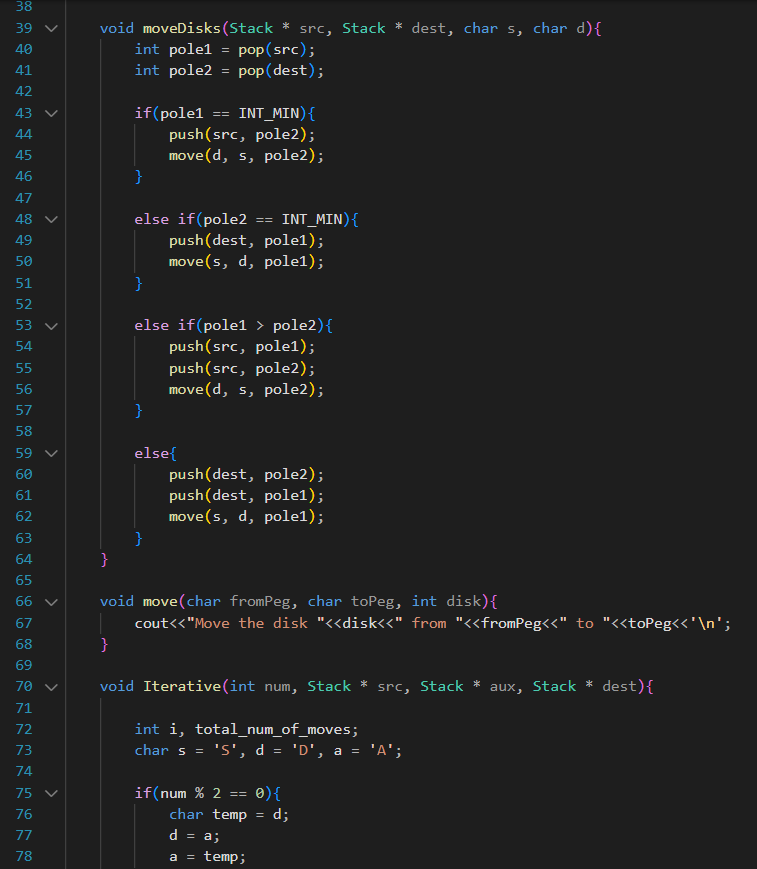 38
39 void moveDisks(Stack * src, Stack * dest, char s, char d){
40 int pole1 = pop(src);
41 int pole2 = pop(dest);
42
43 if(pole1 == INT_MIN){
44 push(src, pole2);
45 move(d, s, pole2);
46 }
47
48 else if(pole2 == INT_MIN){
49 push(dest, pole1);
50 move(s, d, pole1);
51 }
52
53 else if(pole1 > pole2){
54 push(src, pole1);
55 push(src, pole2);
56 move(d, s, pole2);
57 }
58
59 else{
60 push(dest, pole2);
61 push(dest, pole1);
62 move(s, d, pole1);
63 }
64 }
65
66 void move(char fromPeg, char toPeg, int disk){
67 cout<<"Move the disk "<<disk<<" from "<<fromPeg<<" to "<<toPeg<<'\n';
68 }
69
70 void Iterative(int num, Stack * src, Stack * aux, Stack * dest){
71
72 int i, total_num_of_moves;
73 char s = 'S', d = 'D', a = 'A';
74
75 if(num % 2 == 0){
76 char temp = d;
77 d = a;
78 a = temp;